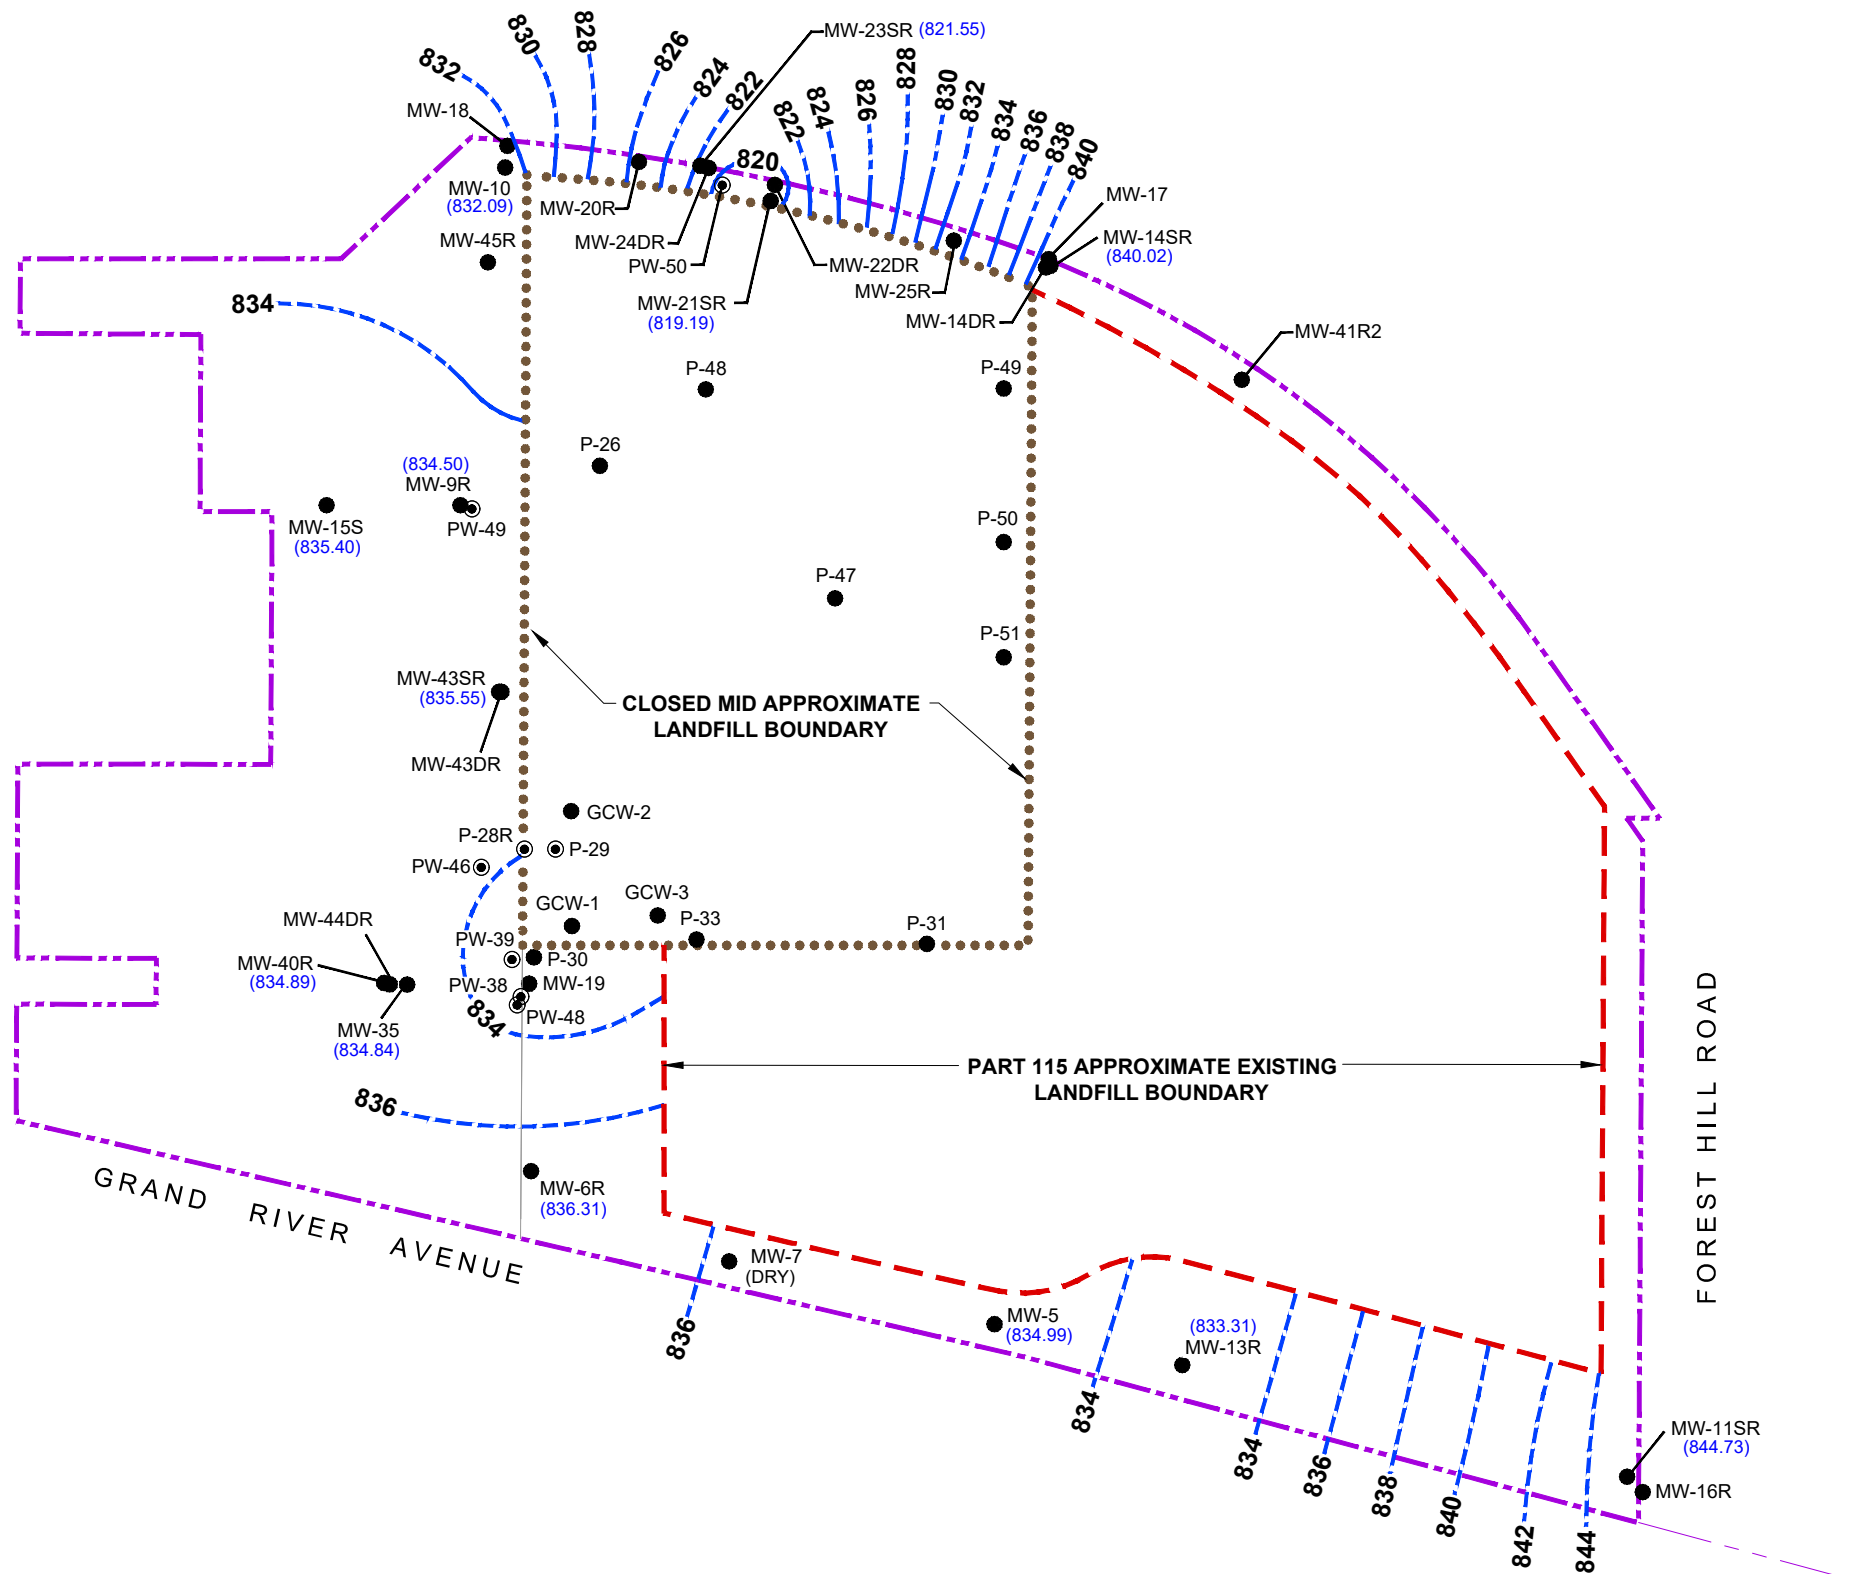 MW-23SR (821.55)
832
830
828
826
824
822
822
824
826
828
830
832
834
836
838
840
820
MW-18
MW-10
(832.09)
MW-45R
MW-20R
MW-24DR
PW-50
MW-21SR
(819.19)
MW-22DR
MW-25R
MW-14DR
MW-17
MW-14SR
(840.02)
MW-41R2
834
P-48
P-49
P-26
(834.50)
MW-9R
PW-49
MW-15S
(835.40)
P-50
P-47
P-51
MW-43SR
(835.55)
MW-43DR
CLOSED MID APPROXIMATE
LANDFILL BOUNDARY
GCW-2
P-28R
P-29
PW-46
GCW-1
GCW-3
P-33
P-31
MW-44DR
MW-40R
(834.89)
MW-35
(834.84)
PW-39
P-30
PW-38
MW-19
PW-48
834
836
PART 115 APPROXIMATE EXISTING
LANDFILL BOUNDARY
MW-6R
(836.31)
GRAND RIVER AVENUE
FOREST HILL ROAD
MW-7
(DRY)
836
MW-5
(834.99)
834
(833.31)
MW-13R
834
836
838
840
842
844
MW-11SR
(844.73)
MW-16R